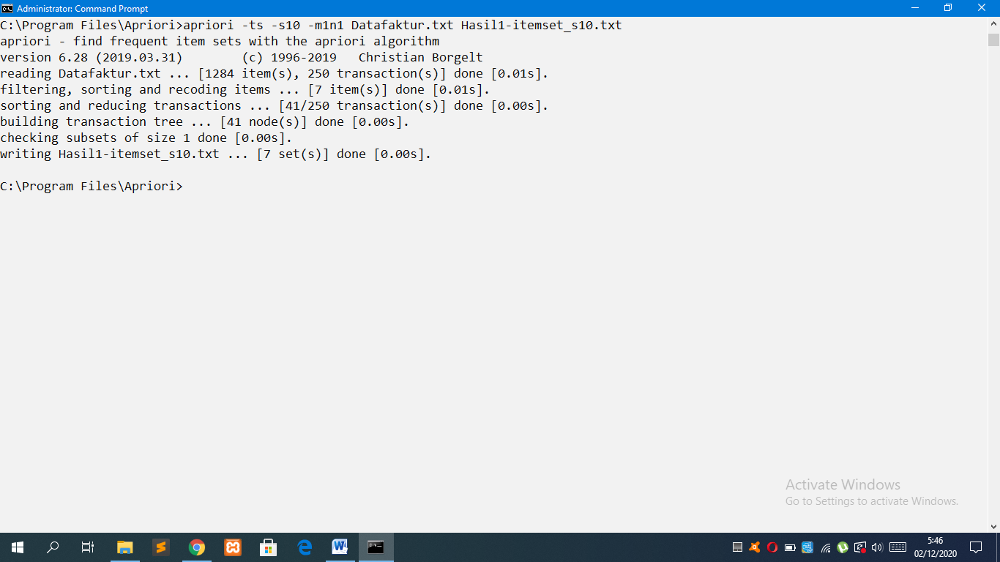 Administrator: Command Prompt
C:\Program Files\Apriori>apriori -ts -s10 -m1n1 Datafaktur.txt Hasil1-itemset_s10.txt
apriori - find frequent item sets with the apriori algorithm
version 6.28 (2019.03.31)        (c) 1996-2019   Christian Borgelt
reading Datafaktur.txt ... [1284 item(s), 250 transaction(s)] done [0.01s].
filtering, sorting and recoding items ... [7 item(s)] done [0.01s].
sorting and reducing transactions ... [41/250 transaction(s)] done [0.00s].
building transaction tree ... [41 node(s)] done [0.00s].
checking subsets of size 1 done [0.00s].
writing Hasil1-itemset_s10.txt ... [7 set(s)] done [0.00s].
C:\Program Files\Apriori>
Activate Windows
Go to Settings to activate Windows.
5:46
02/12/2020